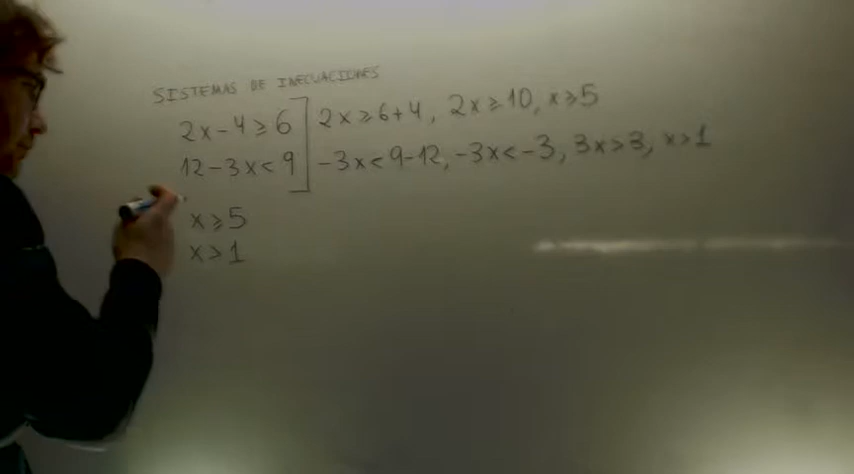 SISTEMAS DE INECUACIONES
2x-4≥6] 2x≥6+4, 2x≥10, x≥5
12-3x<9] -3x<9-12, -3x<-3, 3x>3, x>1
x≥5
x>1